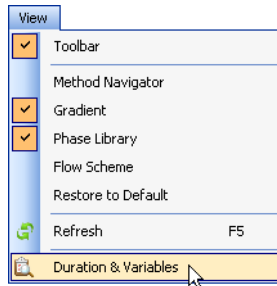 View
Toolbar
Method Navigator
Gradient
Phase Library
Flow Scheme
Restore to Default
Refresh F5
Duration & Variables